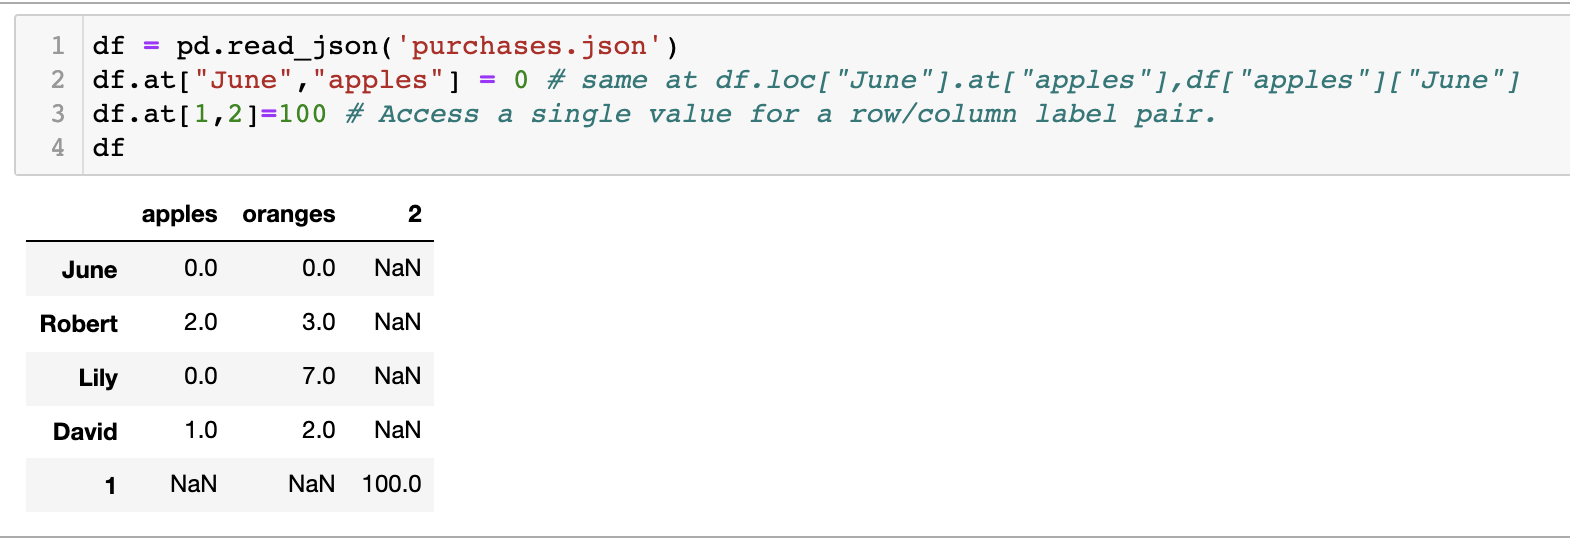 1 df = pd.read_json('purchases.json')
2 df.at["June","apples"] = 0 # same at df.loc["June"].at["apples"],df["apples"]["June"]
3 df.at[1,2]=100 # Access a single value for a row/column label pair.
4 df
apples oranges 2
June 0.0 0.0 NaN
Robert 2.0 3.0 NaN
Lily 0.0 7.0 NaN
David 1.0 2.0 NaN
1 NaN NaN 100.0